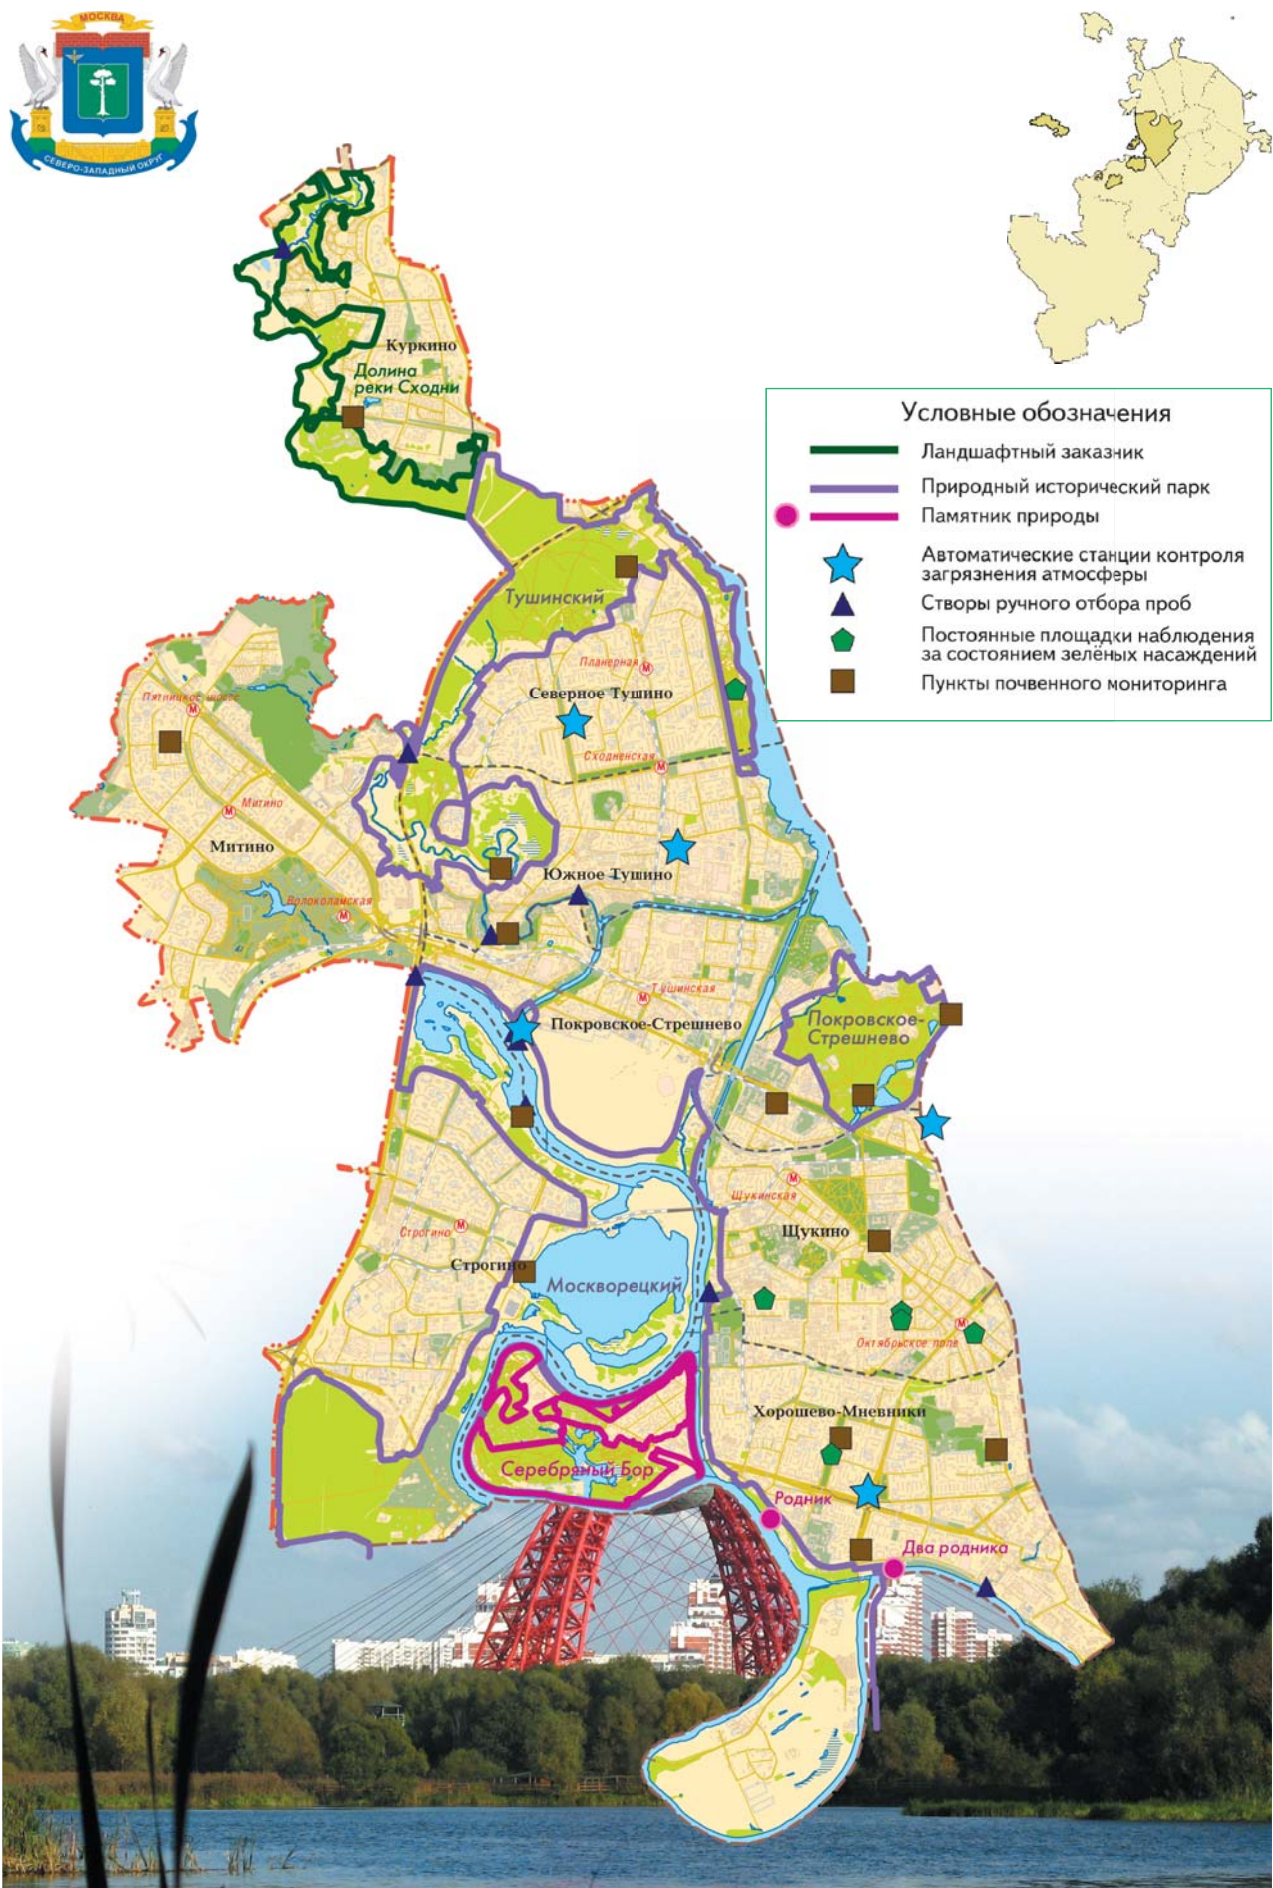 МОСКВА
СЕВЕРО-ЗАПАДНЫЙ ОКРУГ
Куркино
Долина
реки Сходни
Условные обозначения
Ландшафтный заказник
Природный исторический парк
Памятник природы
Автоматические станции контроля
загрязнения атмосферы
Створы ручного отбора проб
Постоянные площадки наблюдения
за состоянием зелёных насаждений
Пункты почвенного мониторинга
Тушинский
Планерная М
Северное Тушино
Пятницкое шоссе
М
Сходненская
М
Митино
М
Митино
Южное Тушино
Волоколамская
М
Тушинская
М
Покровское-Стрешнево
Покровское-
Стрешнево
Щукинская
М
Щукино
Строгино М
Строгино
Москворецкий
Октябрьское поле
М
Хорошево-Мневники
Серебряный Бор
Родник
Два родника